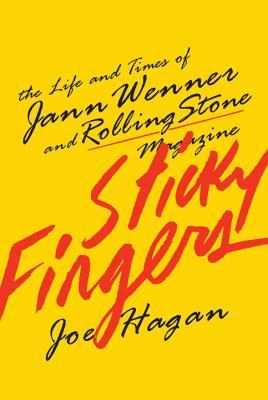 the Life and Times of
Jann Wenner
and Rolling Stone
Magazine
Sticky
Fingers
Joe Hagan